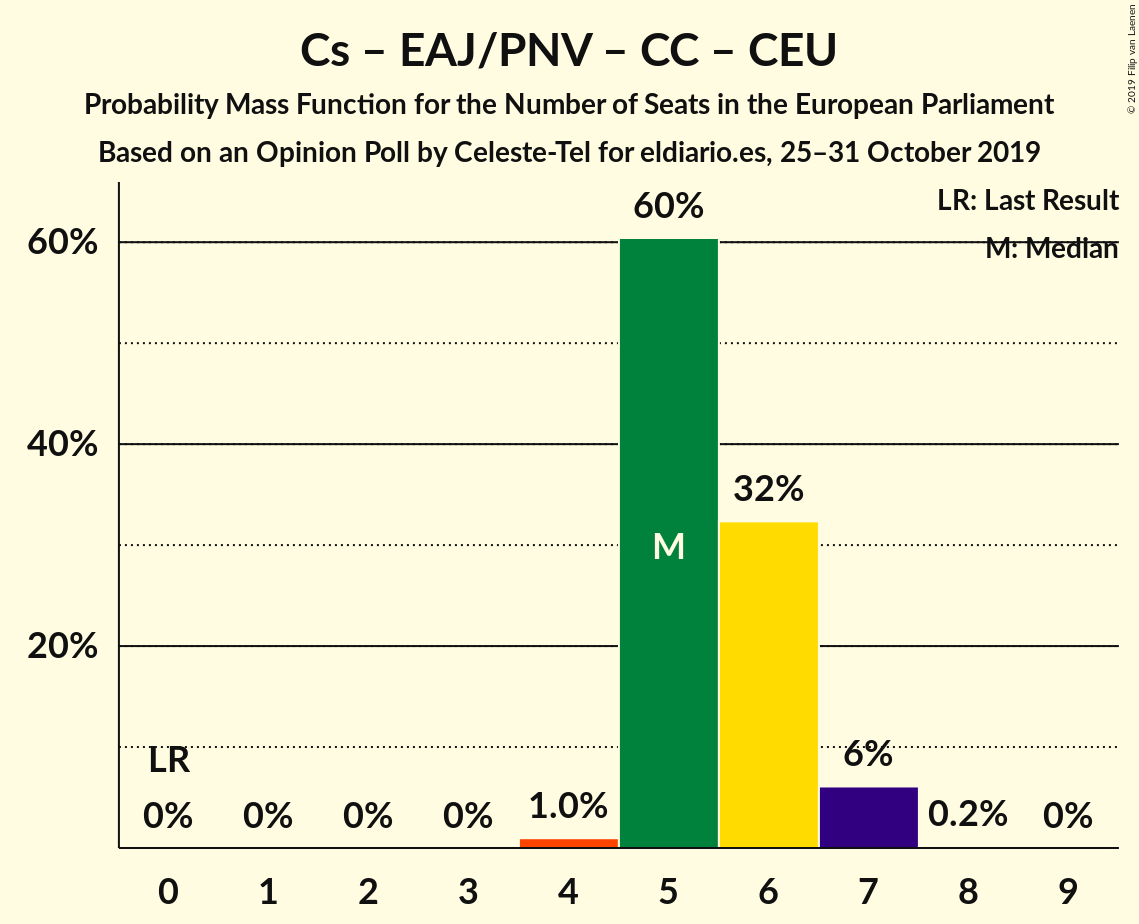 Cs – EAJ/PNV – CC – CEU
Probability Mass Function for the Number of Seats in the European Parliament
Based on an Opinion Poll by Celeste-Tel for eldiario.es, 25–31 October 2019
© 2019 Filip van Laenen
LR: Last Result
M: Median
60%
40%
20%
60%
32%
M
LR
6%
0% 0% 0% 0% 1.0% 0.2% 0%
0 1 2 3 4 5 6 7 8 9